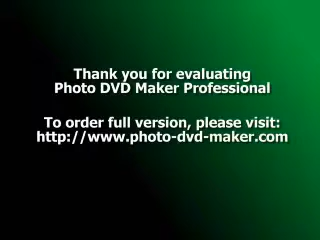 Thank you for evaluating
Photo DVD Maker Professional
To order full version, please visit:
http://www.photo-dvd-maker.com